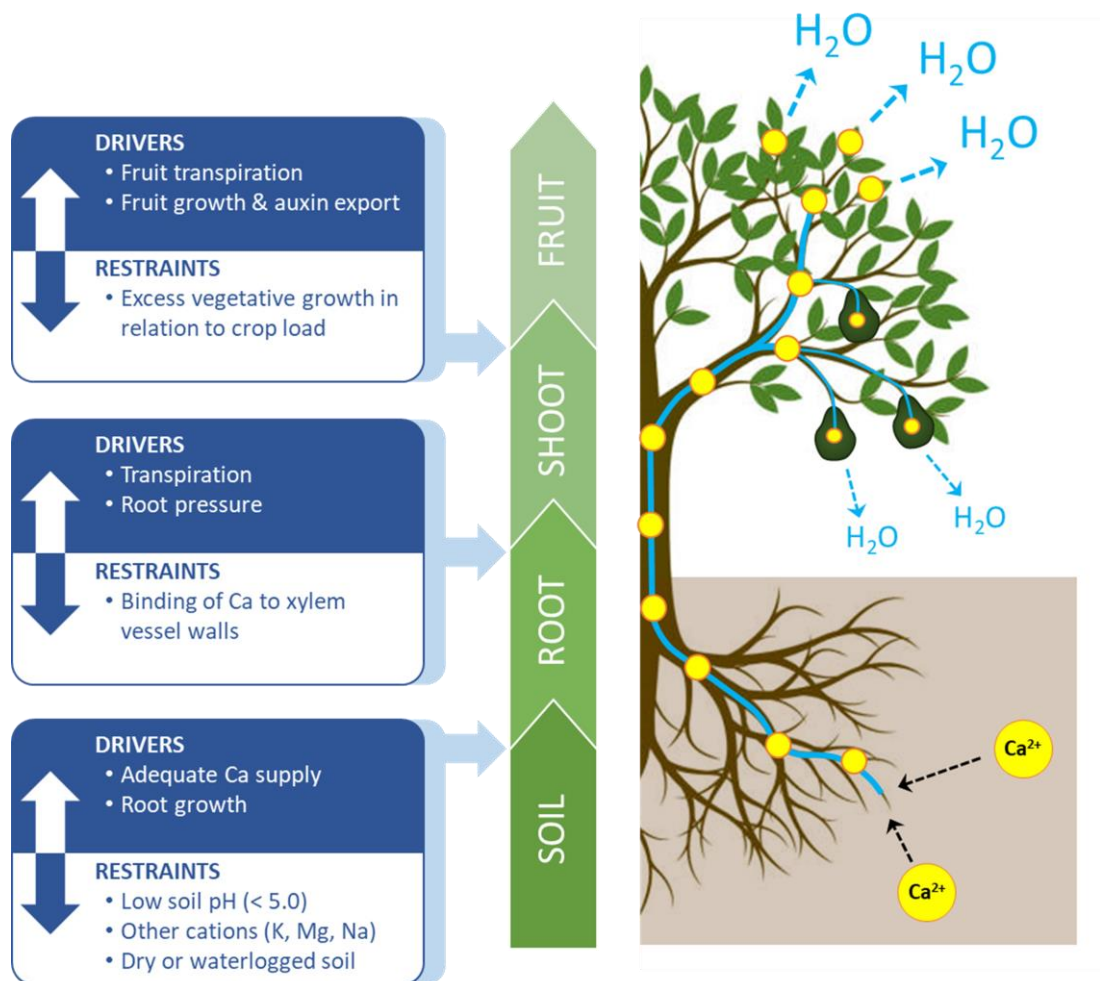 DRIVERS
• Fruit transpiration
• Fruit growth & auxin export
RESTRAINTS
• Excess vegetative growth in
relation to crop load
DRIVERS
• Transpiration
• Root pressure
RESTRAINTS
• Binding of Ca to xylem
vessel walls
DRIVERS
• Adequate Ca supply
• Root growth
RESTRAINTS
• Low soil pH (< 5.0)
• Other cations (K, Mg, Na)
• Dry or waterlogged soil
FRUIT
SHOOT
ROOT
SOIL
H₂O
H₂O
H₂O
H₂O
H₂O
Ca²⁺
Ca²⁺